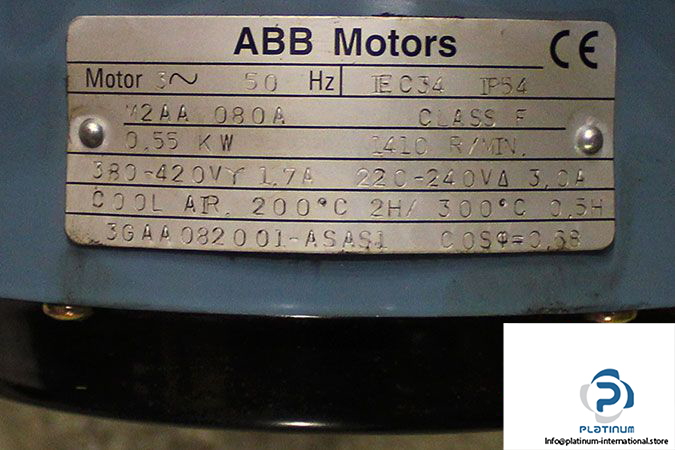 ABB Motors CE
Motor 3~ 50 Hz IEC34 IP54
M2AA 080A CLASS F
0,55 KW 1410 R/MIN.
380-420VY 1.7A 220-240VΔ 3,0A
COOL AIR. 200°C 2H/ 300°C 0,5H
3GAA082001-ASAS1 COSφ=0,68
PLATINUM
Info@platinum-international.store